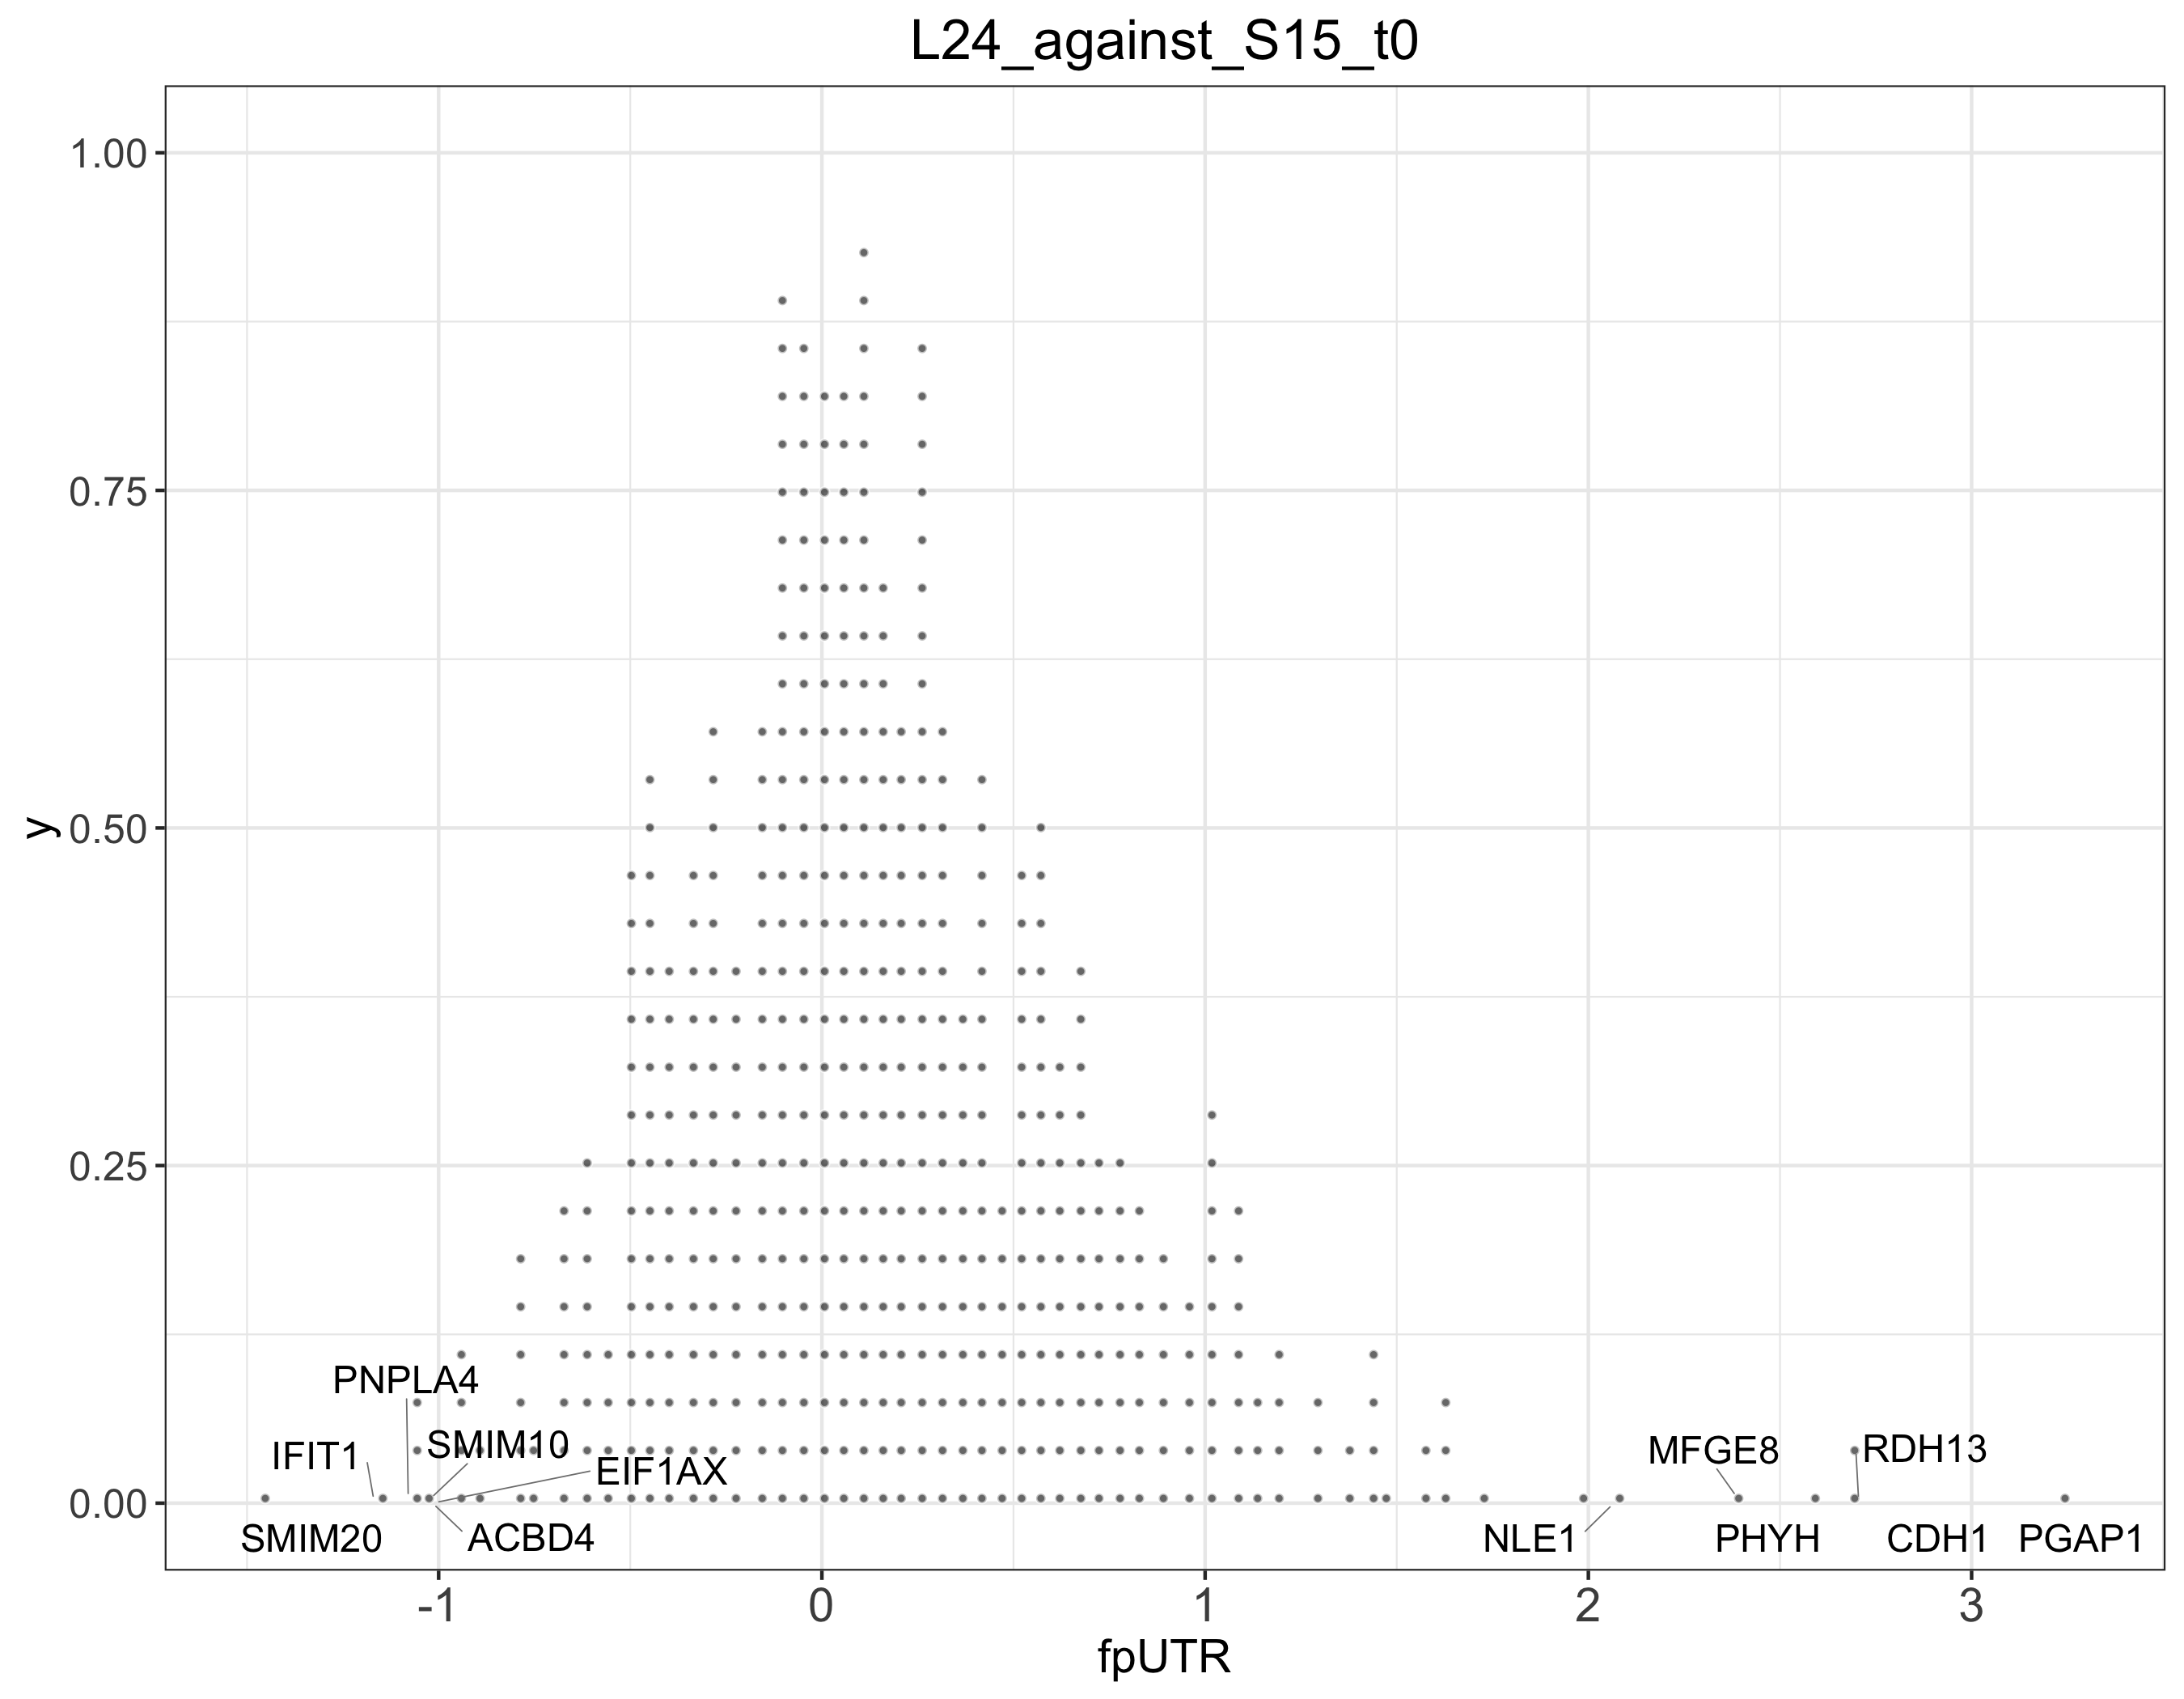 L24_against_S15_t0
1.00
0.75
0.50
0.25
0.00
y
PNPLA4
SMIM10
IFIT1
EIF1AX
SMIM20
ACBD4
MFGE8
RDH13
NLE1
PHYH
CDH1
PGAP1
-1
0
1
2
3
fpUTR